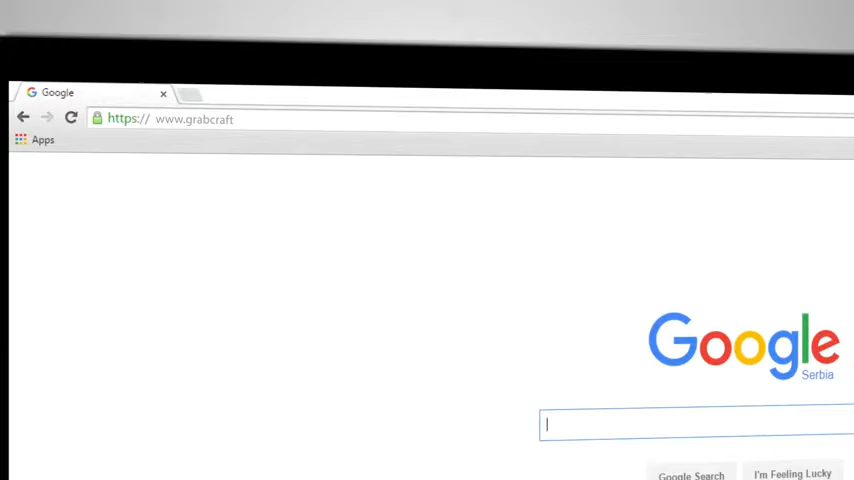 Google
https:// www.grabcraft
Apps
Google
Serbia
Google Search
I'm Feeling Lucky